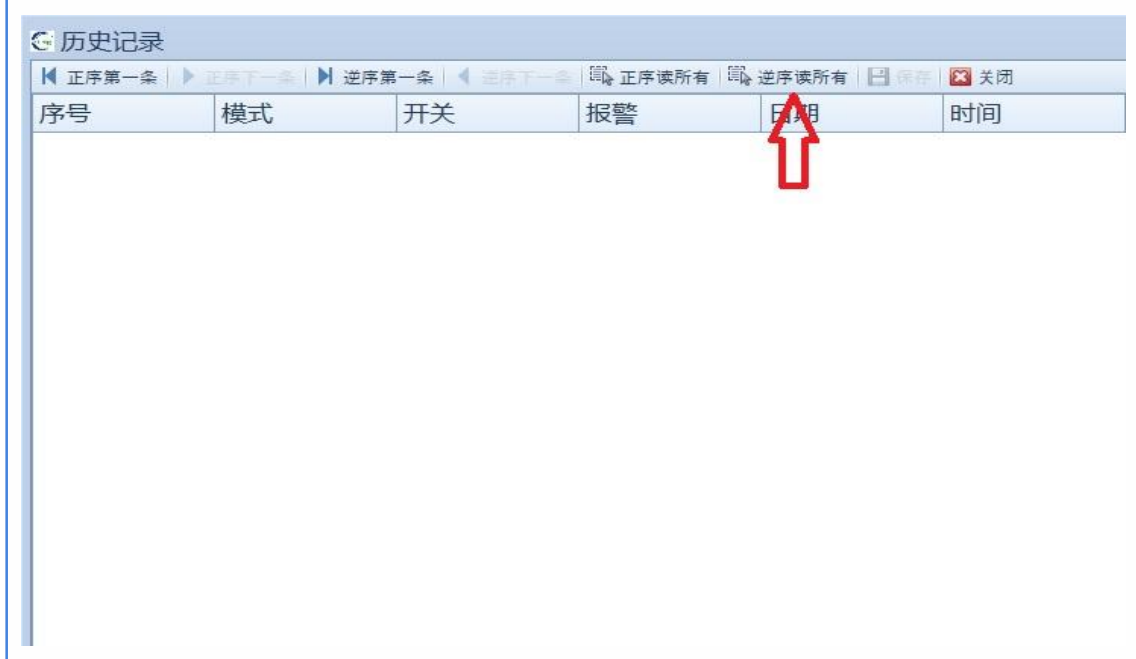 历史记录
正序第一条 正序下一条 逆序第一条 逆序下一条 正序读所有 逆序读所有 保存 关闭
序号 模式 开关 报警 日期 时间